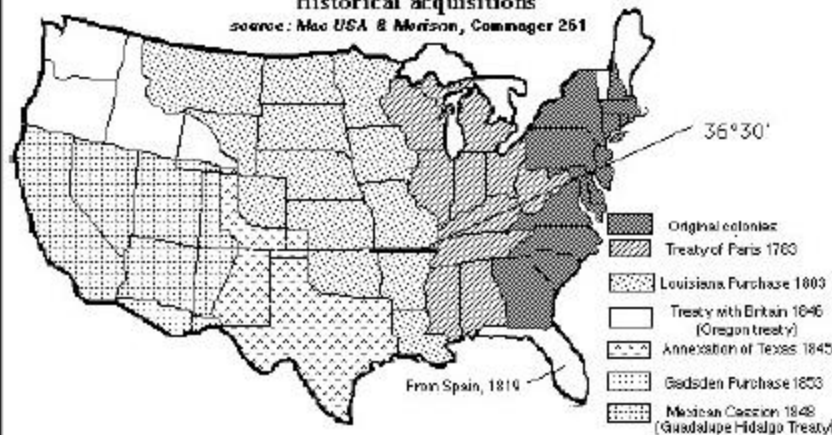 Historical acquisitions
source: Mac USA & Morison, Commager 261
36°30'
Original colonies
Treaty of Paris 1763
Louisiana Purchase 1803
Treaty with Britain 1846
(Oregon treaty)
Annexation of Texas 1845
Gadsden Purchase 1853
Mexican Cession 1848
(Guadalupe Hidalgo Treaty)
From Spain, 1819